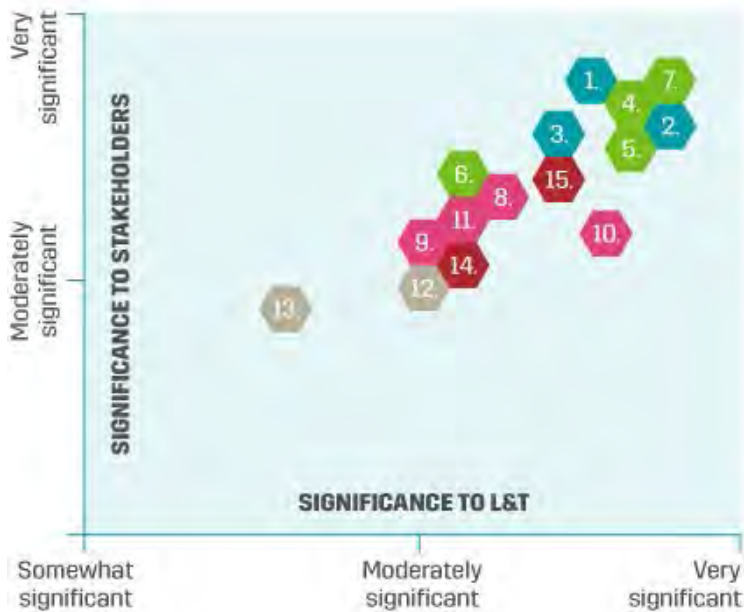 Very
significant
Moderately
significant
SIGNIFICANCE TO STAKEHOLDERS
1.
7.
4.
2.
3.
5.
6.
15.
8.
11.
10.
9.
14.
12.
13.
SIGNIFICANCE TO L&T
Somewhat
significant
Moderately
significant
Very
significant